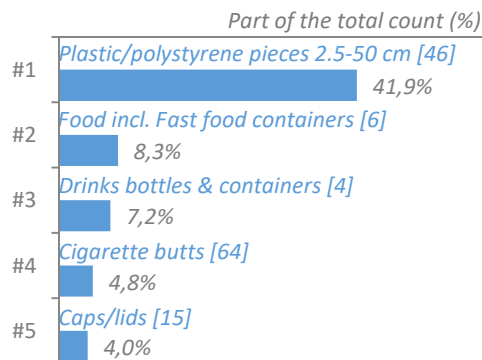 Part of the total count (%)
#1
Plastic/polystyrene pieces 2.5-50 cm [46]
41,9%
#2
Food incl. Fast food containers [6]
8,3%
#3
Drinks bottles & containers [4]
7,2%
#4
Cigarette butts [64]
4,8%
#5
Caps/lids [15]
4,0%